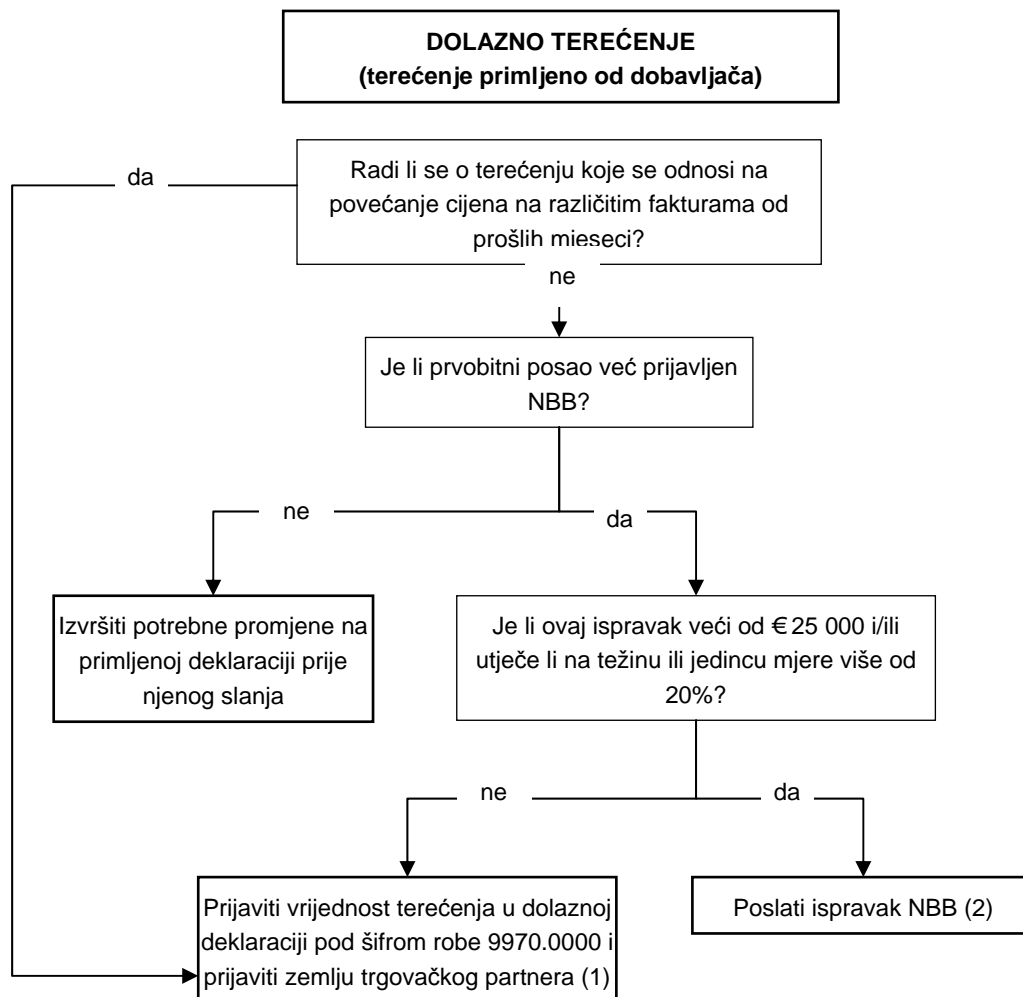 DOLAZNO TEREĆENJE
(terećenje primljeno od dobavljača)
da
Radi li se o terećenju koje se odnosi na
povećanje cijena na različitim fakturama od
prošlih mjeseci?
ne
Je li prvobitni posao već prijavljen
NBB?
ne
da
Izvršiti potrebne promjene na
primljenoj deklaraciji prije
njenog slanja
Je li ovaj ispravak veći od € 25 000 i/ili
utječe li na težinu ili jedincu mjere više od
20%?
ne
da
Prijaviti vrijednost terećenja u dolaznoj
deklaraciji pod šifrom robe 9970.0000 i
prijaviti zemlju trgovačkog partnera (1)
Poslati ispravak NBB (2)